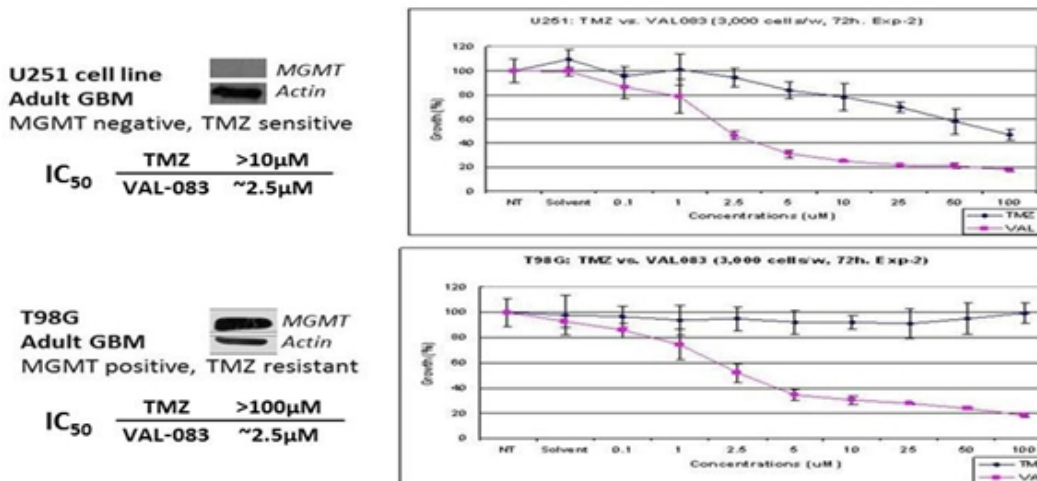 U251 cell line
Adult GBM
MGMT negative, TMZ sensitive
MGMT
Actin
IC50
TMZ >10µM
VAL-083 ~2.5µM
U251: TMZ vs. VAL083 (3,000 cells/w, 72h. Exp-2)
Growth (%)
120
100
80
60
40
20
0
NT Solvent 0.1 1 2.5 5 10 25 50 100
Concentrations (uM)
TMZ
VAL
T98G
Adult GBM
MGMT positive, TMZ resistant
MGMT
Actin
IC50
TMZ >100µM
VAL-083 ~2.5µM
T98G: TMZ vs. VAL083 (3,000 cells/w, 72h. Exp-2)
Growth (%)
120
100
80
60
40
20
0
NT Solvent 0.1 1 2.5 5 10 25 50 100
Concentrations (uM)
TMZ
VA